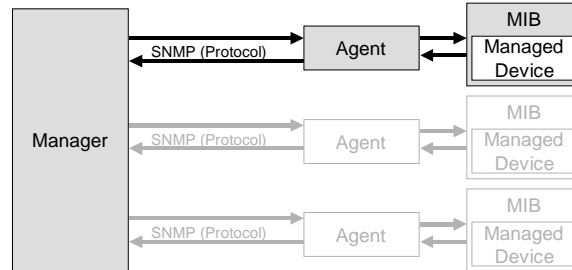 MIB
SNMP (Protocol)
Agent
Managed
Device
Manager
MIB
SNMP (Protocol)
Agent
Managed
Device
MIB
SNMP (Protocol)
Agent
Managed
Device